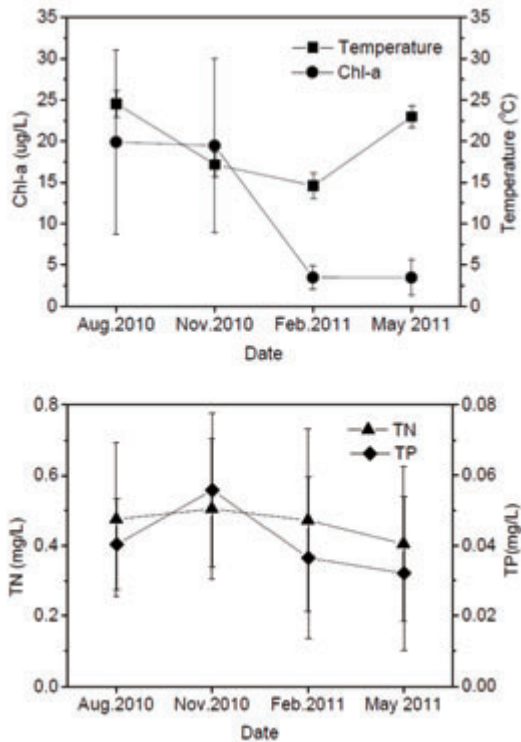 35
30
25
20
15
10
5
0
Chl-a (ug/L)
Temperature
Chl-a
35
30
25
20
15
10
5
0
Temperature (°C)
Aug.2010 Nov.2010 Feb.2011 May 2011
Date
0.8
0.6
0.4
0.2
0.0
TN (mg/L)
TN
TP
0.08
0.06
0.04
0.02
0.00
TP(mg/L)
Aug.2010 Nov.2010 Feb.2011 May 2011
Date